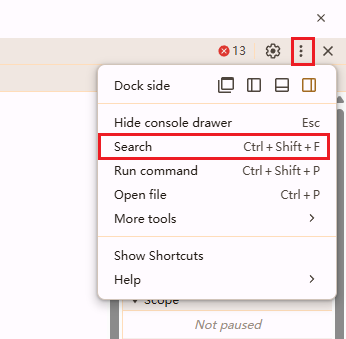 13
Dock side
Hide console drawer Esc
Search Ctrl + Shift + F
Run command Ctrl + Shift + P
Open file Ctrl + P
More tools
Show Shortcuts
Help
Scope
Not paused